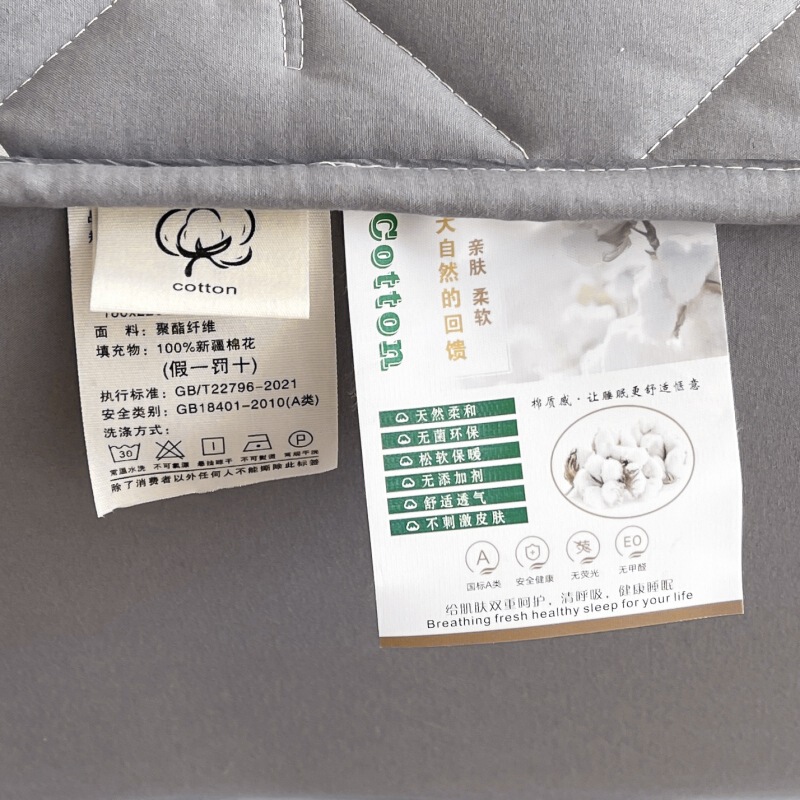 cotton
面 料：聚酯纤维
填充物：100%新疆棉花
(假一罚十)
执行标准：GB/T22796-2021
安全类别：GB18401-2010(A类)
洗涤方式：
30
P
常温水洗 不可氯漂 悬挂晾干 不可熨烫 常规干洗
除了消费者以外任何人不能撕除此标签
Cotton
大自然的回馈
亲肤 柔软
天然柔和
无菌环保
松软保暖
无添加剂
舒适透气
不刺激皮肤
棉质感·让睡眠更舒适惬意
A
荧
E0
国标A类
安全健康
无荧光
无甲醛
给肌肤双重呵护，清呼吸，健康睡眠
Breathing fresh healthy sleep for your life